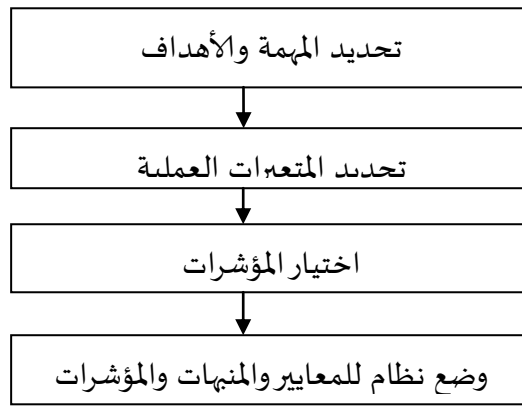 تحديد المهمة والأهداف
تحديد المتغيرات العملية
اختيار المؤشرات
وضع نظام للمعايير والمنبهات والمؤشرات